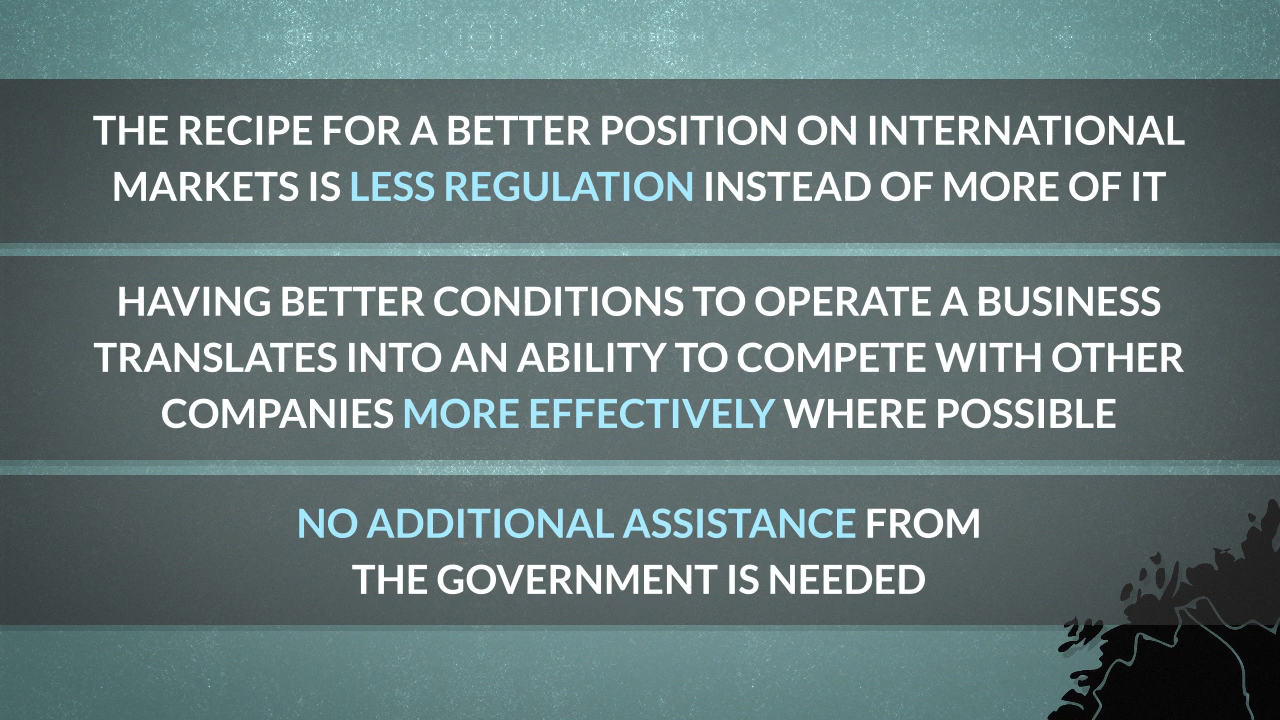 THE RECIPE FOR A BETTER POSITION ON INTERNATIONAL
MARKETS IS LESS REGULATION INSTEAD OF MORE OF IT
HAVING BETTER CONDITIONS TO OPERATE A BUSINESS
TRANSLATES INTO AN ABILITY TO COMPETE WITH OTHER
COMPANIES MORE EFFECTIVELY WHERE POSSIBLE
NO ADDITIONAL ASSISTANCE FROM
THE GOVERNMENT IS NEEDED